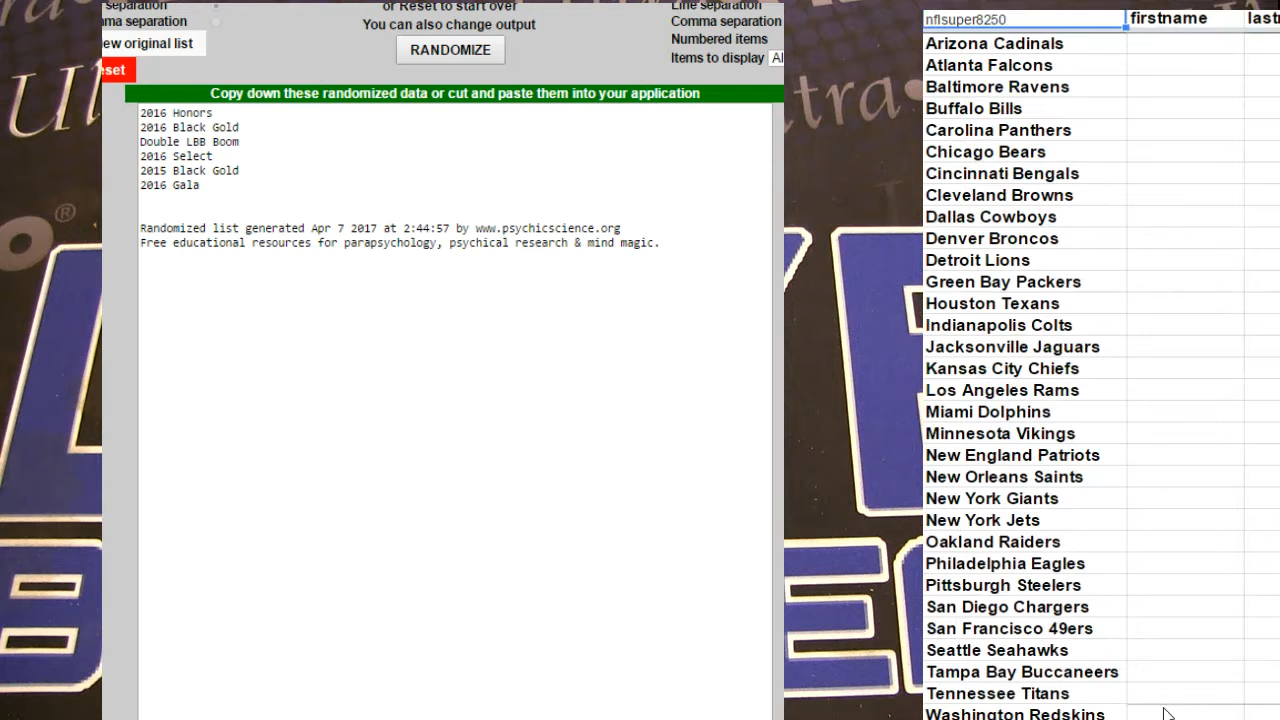 separation
mma separation
ew original list
set
or Reset to start over
You can also change output
RANDOMIZE
Line separation
Comma separation
Numbered items
Items to display
Copy down these randomized data or cut and paste them into your application
2016 Honors
2016 Black Gold
Double LBB Boom
2016 Select
2015 Black Gold
2016 Gala
Randomized list generated Apr 7 2017 at 2:44:57 by www.psychicscience.org
Free educational resources for parapsychology, psychical research & mind magic.
nflsuper8250 firstname last
Arizona Cadinals
Atlanta Falcons
Baltimore Ravens
Buffalo Bills
Carolina Panthers
Chicago Bears
Cincinnati Bengals
Cleveland Browns
Dallas Cowboys
Denver Broncos
Detroit Lions
Green Bay Packers
Houston Texans
Indianapolis Colts
Jacksonville Jaguars
Kansas City Chiefs
Los Angeles Rams
Miami Dolphins
Minnesota Vikings
New England Patriots
New Orleans Saints
New York Giants
New York Jets
Oakland Raiders
Philadelphia Eagles
Pittsburgh Steelers
San Diego Chargers
San Francisco 49ers
Seattle Seahawks
Tampa Bay Buccaneers
Tennessee Titans
Washington Redskins